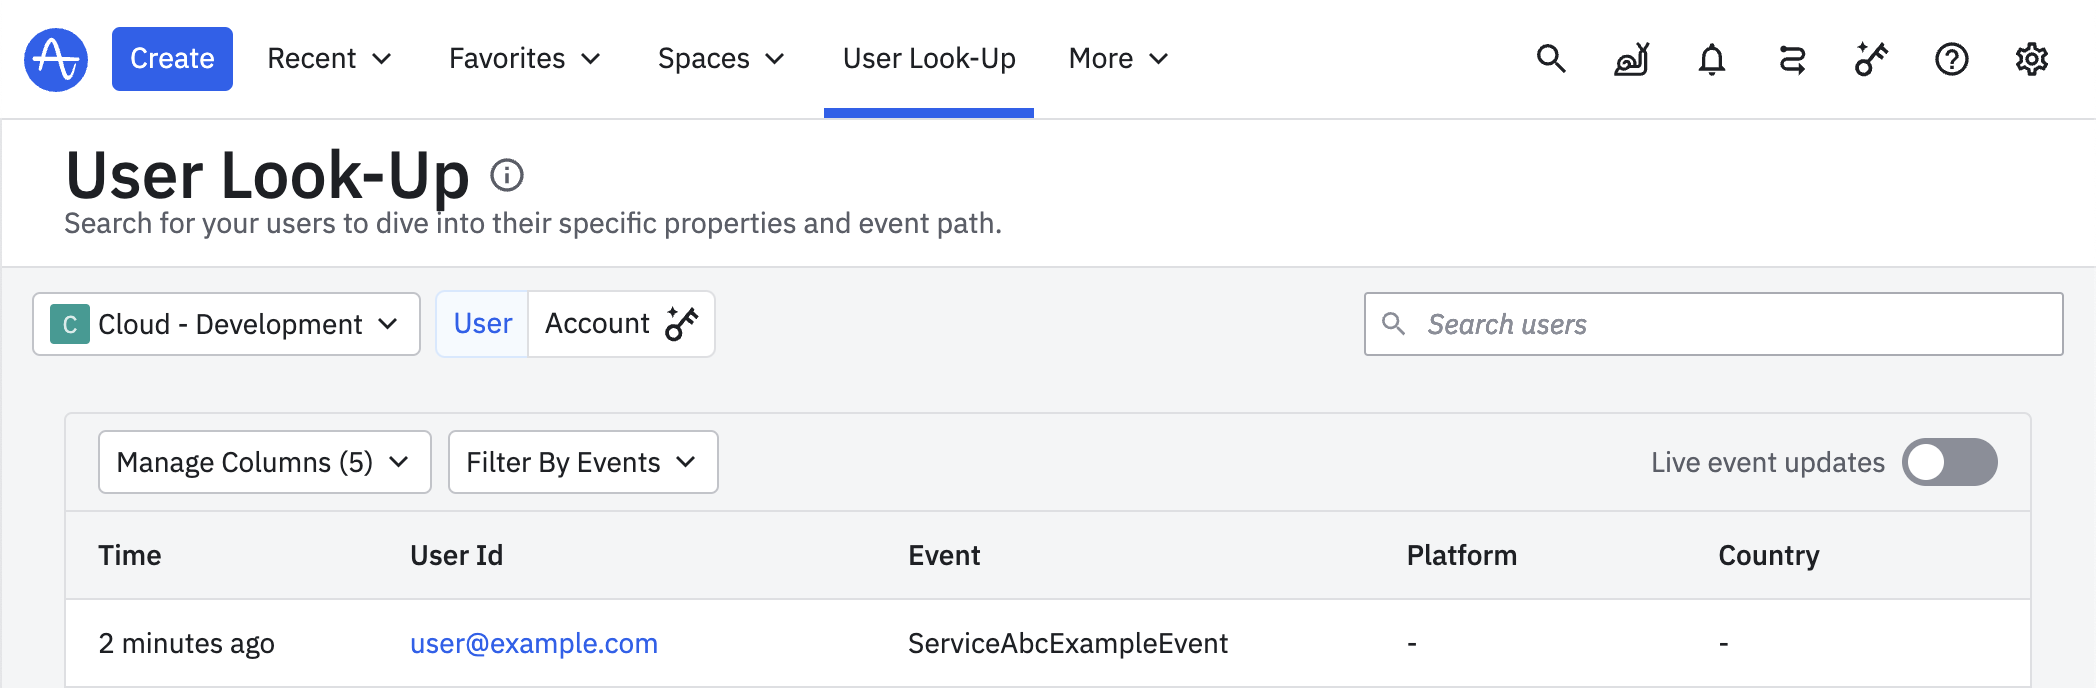 Create Recent Favorites Spaces User Look-Up More
User Look-Up
Search for your users to dive into their specific properties and event path.
C Cloud - Development User Account Search users
Manage Columns (5) Filter By Events Live event updates
Time User Id Event Platform Country
2 minutes ago user@example.com ServiceAbcExampleEvent - -